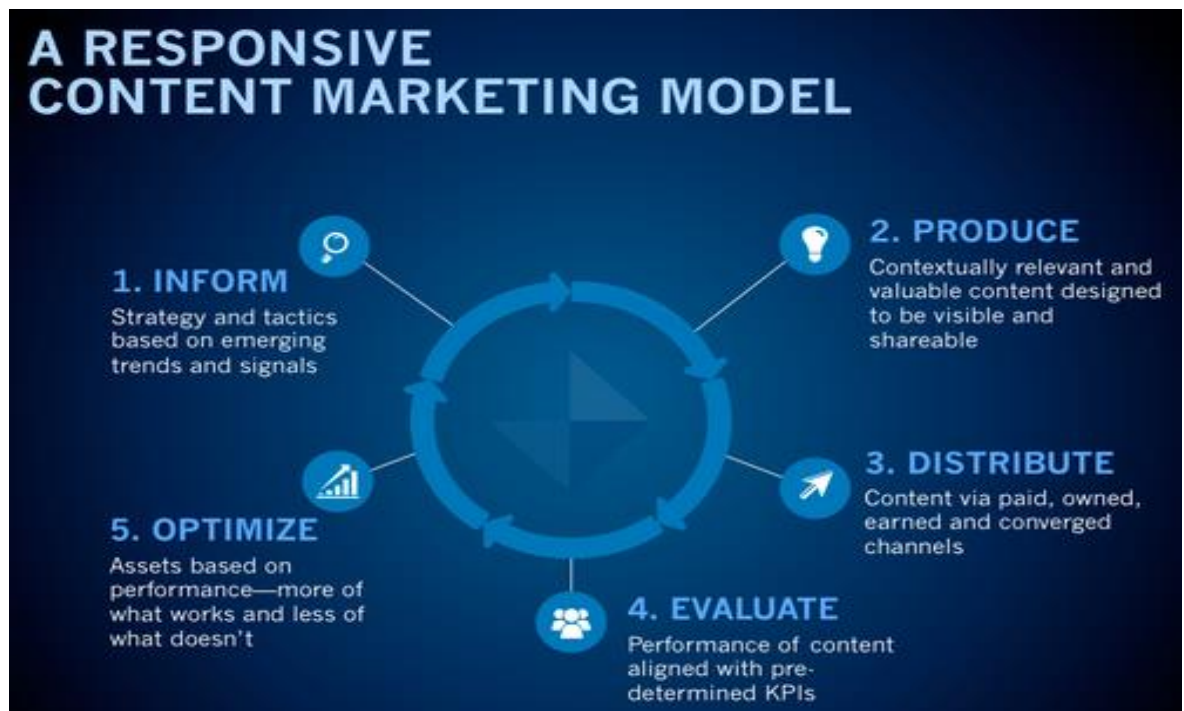 A RESPONSIVE
CONTENT MARKETING MODEL
1. INFORM
Strategy and tactics
based on emerging
trends and signals
2. PRODUCE
Contextually relevant and
valuable content designed
to be visible and
shareable
3. DISTRIBUTE
Content via paid, owned,
earned and converged
channels
4. EVALUATE
Performance of content
aligned with pre-
determined KPIs
5. OPTIMIZE
Assets based on
performance—more of
what works and less of
what doesn't